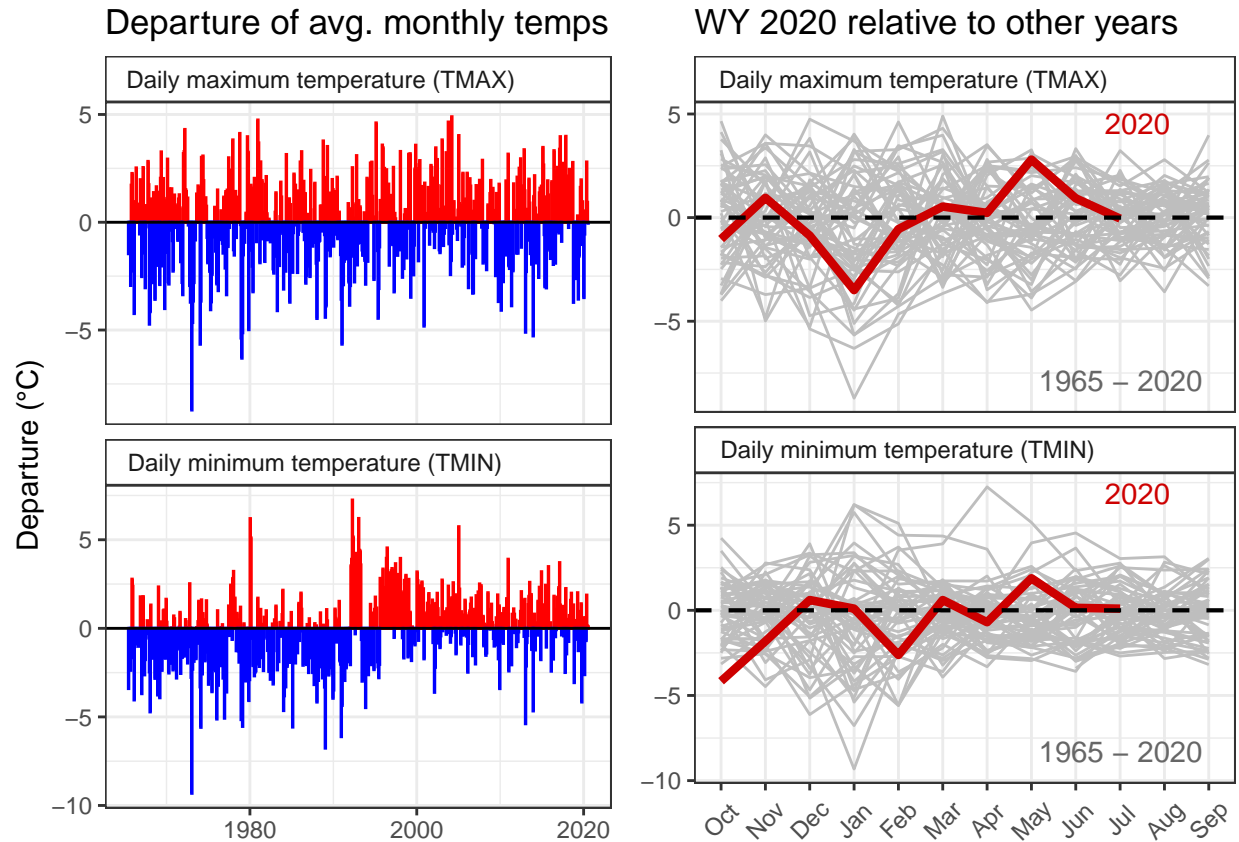 Departure of avg. monthly temps
WY 2020 relative to other years
Departure (°C)
Daily maximum temperature (TMAX)
5
0
−5
Daily minimum temperature (TMIN)
5
0
−5
−10
1980
2000
2020
Daily maximum temperature (TMAX)
5
0
−5
2020
1965 − 2020
Daily minimum temperature (TMIN)
5
0
−5
−10
2020
1965 − 2020
Oct
Nov
Dec
Jan
Feb
Mar
Apr
May
Jun
Jul
Aug
Sep